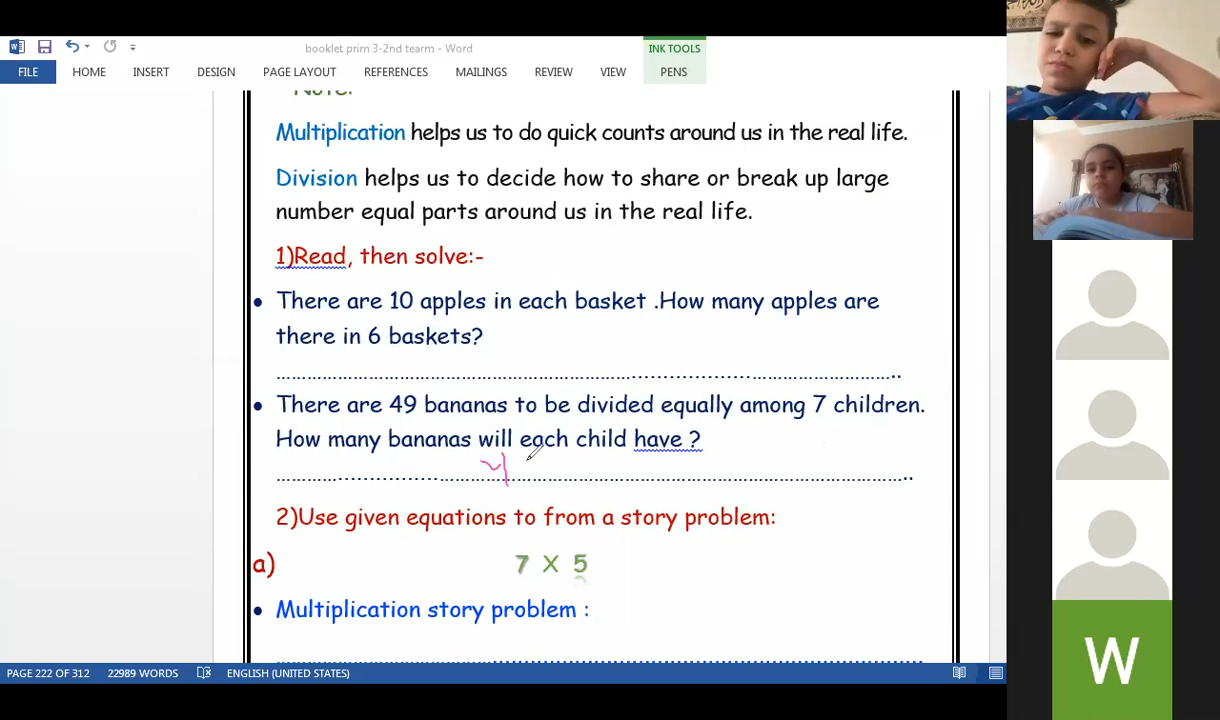 booklet prim 3-2nd tearm - Word
INK TOOLS
FILE HOME INSERT DESIGN PAGE LAYOUT REFERENCES MAILINGS REVIEW VIEW PENS
Note:
Multiplication helps us to do quick counts around us in the real life.
Division helps us to decide how to share or break up large
number equal parts around us in the real life.
1)Read, then solve:-
• There are 10 apples in each basket .How many apples are
there in 6 baskets?
• There are 49 bananas to be divided equally among 7 children.
How many bananas will each child have ?
4
2)Use given equations to from a story problem:
a) 7 X 5
• Multiplication story problem :
PAGE 222 OF 312 22989 WORDS ENGLISH (UNITED STATES)
W